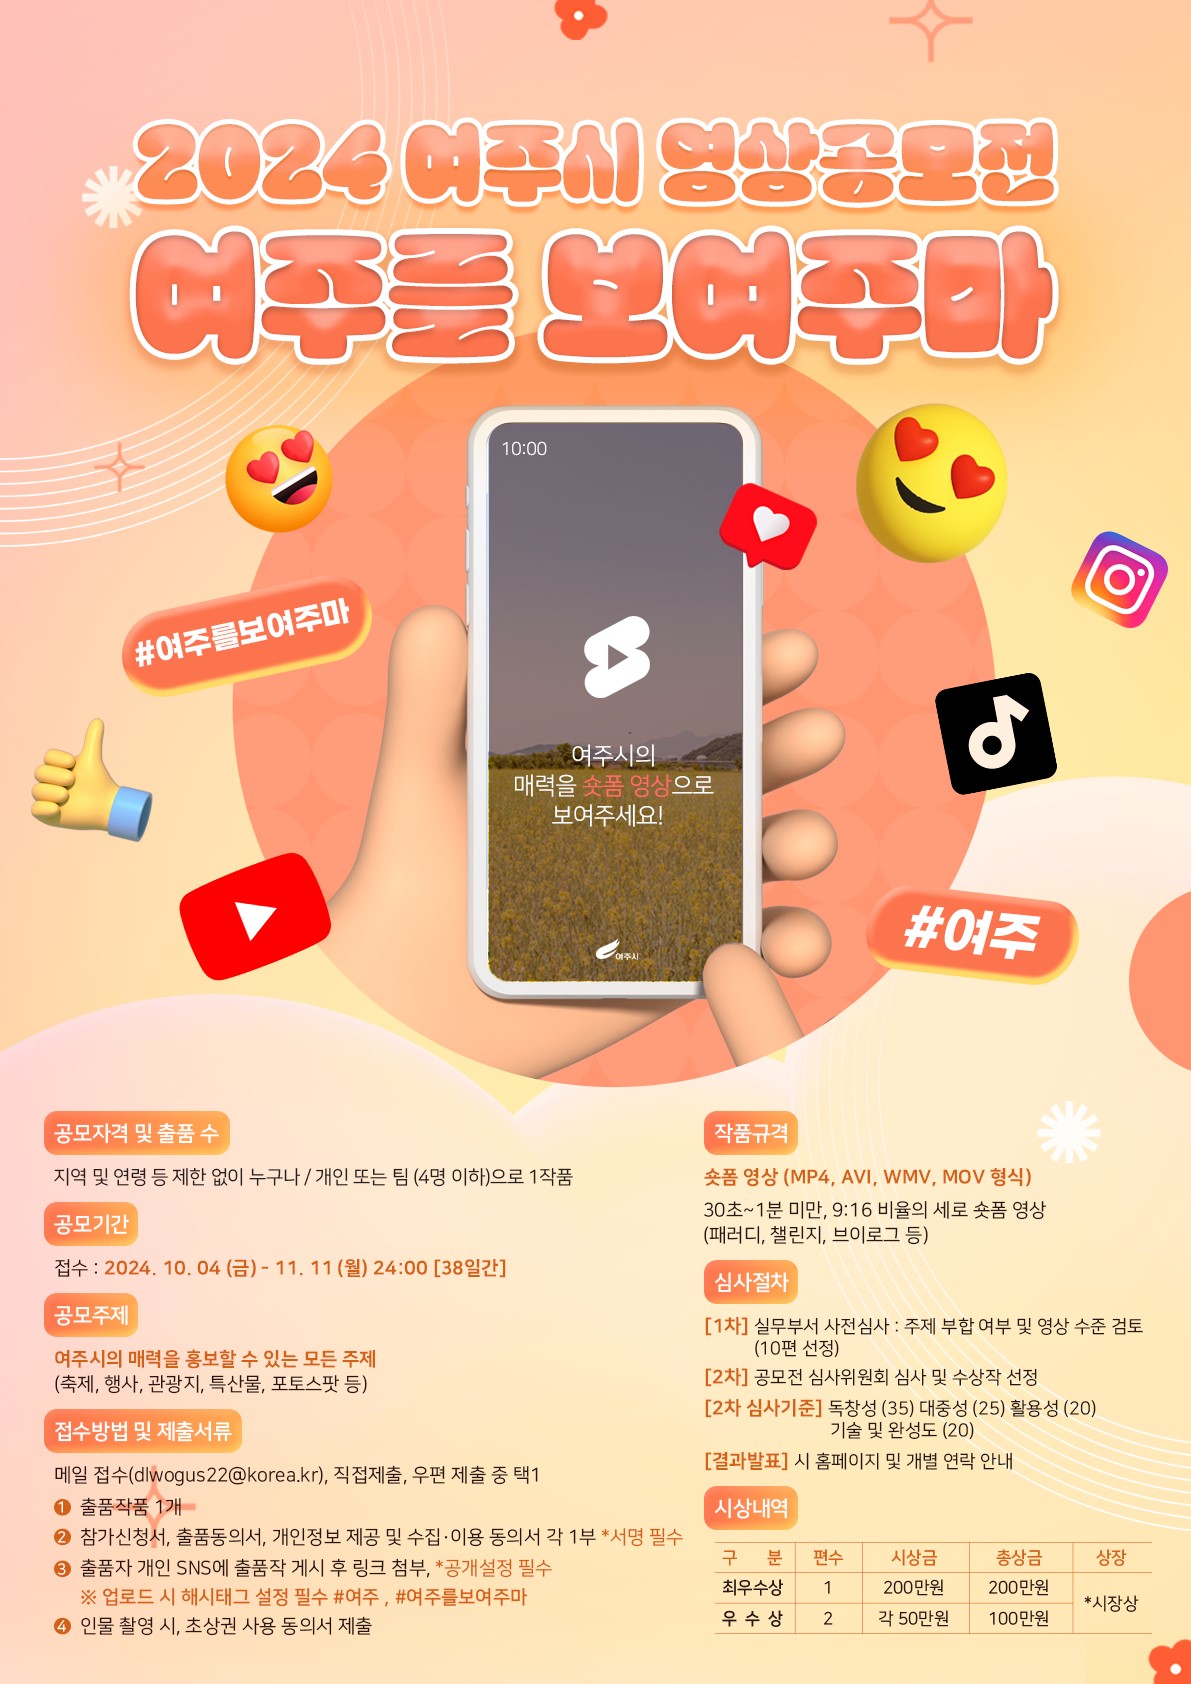 2024 여주시 영상공모전
여주를 보여주마
10:00
#여주를보여주마
여주시의
매력을 숏폼 영상으로
보여주세요!
여주시
#여주
공모자격 및 출품 수
지역 및 연령 등 제한 없이 누구나 / 개인 또는 팀 (4명 이하)으로 1작품
공모기간
접수 : 2024. 10. 04 (금) - 11. 11 (월) 24:00 [38일간]
공모주제
여주시의 매력을 홍보할 수 있는 모든 주제
(축제, 행사, 관광지, 특산물, 포토스팟 등)
접수방법 및 제출서류
메일 접수(dlwogus22@korea.kr), 직접제출, 우편 제출 중 택1
1 출품작품 1개
2 참가신청서, 출품동의서, 개인정보 제공 및 수집·이용 동의서 각 1부 *서명 필수
3 출품자 개인 SNS에 출품작 게시 후 링크 첨부, *공개설정 필수
※ 업로드 시 해시태그 설정 필수 #여주 , #여주를보여주마
4 인물 촬영 시, 초상권 사용 동의서 제출
작품규격
숏폼 영상 (MP4, AVI, WMV, MOV 형식)
30초~1분 미만, 9:16 비율의 세로 숏폼 영상
(패러디, 챌린지, 브이로그 등)
심사절차
[1차] 실무부서 사전심사 : 주제 부합 여부 및 영상 수준 검토
(10편 선정)
[2차] 공모전 심사위원회 심사 및 수상작 선정
[2차 심사기준] 독창성 (35) 대중성 (25) 활용성 (20)
기술 및 완성도 (20)
[결과발표] 시 홈페이지 및 개별 연락 안내
시상내역
구 분 편수 시상금 총상금 상장
최우수상 1 200만원 200만원 *시장상
우 수 상 2 각 50만원 100만원